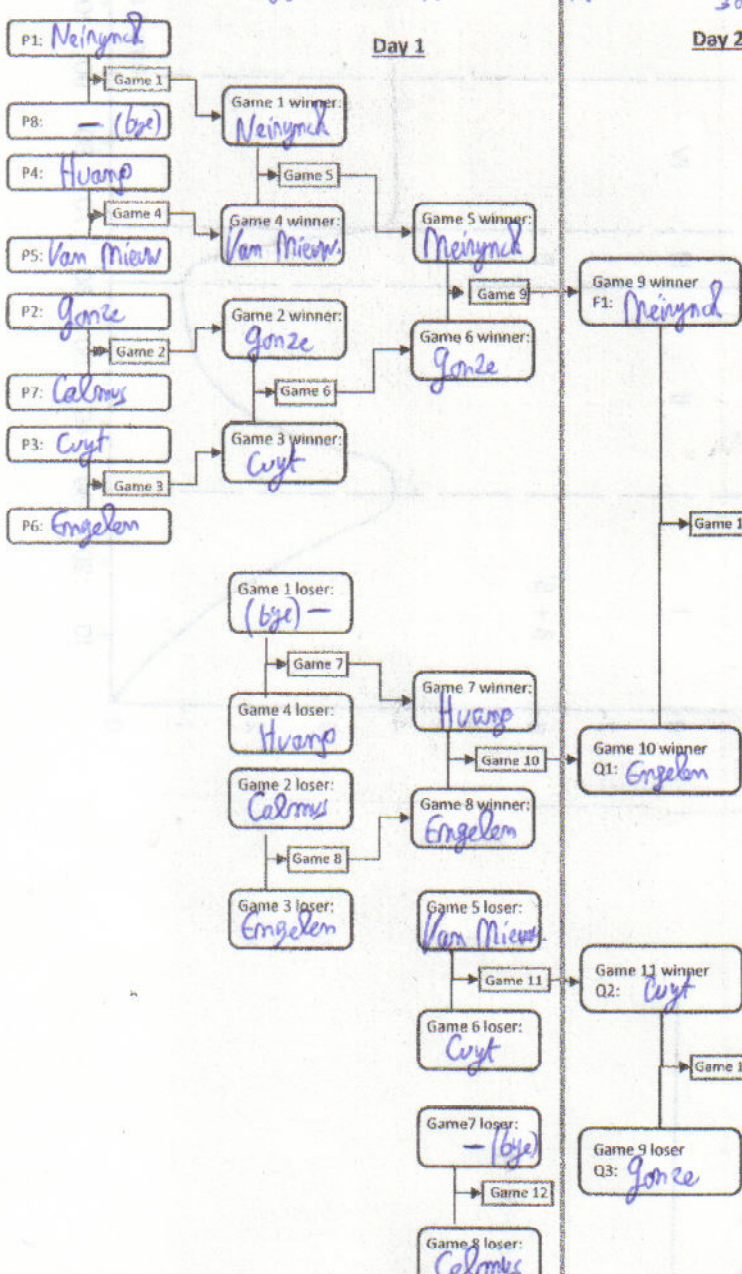 Day 1
Day 2
P1: Neirynck
Game 1
P8: – (bye)
P4: Huang
Game 4
P5: Van Mieuw
P2: Gonze
Game 2
P7: Calmus
P3: Cuyt
Game 3
P6: Engelen
Game 1 winner:
Neirynck
Game 5
Game 4 winner:
Van Mieuw.
Game 2 winner:
Gonze
Game 6
Game 3 winner:
Cuyt
Game 5 winner:
Neirynck
Game 9
Game 6 winner:
Gonze
Game 9 winner
F1: Neirynck
Game 1
Game 1 loser:
(bye) –
Game 7
Game 4 loser:
Huang
Game 2 loser:
Calmus
Game 8
Game 3 loser:
Engelen
Game 7 winner:
Huang
Game 10
Game 8 winner:
Engelen
Game 10 winner
Q1: Engelen
Game 5 loser:
Van Mieuw.
Game 11
Game 6 loser:
Cuyt
Game 11 winner
Q2: Cuyt
Game 1
Game7 loser:
– (bye)
Game 12
Game 8 loser:
Calmus
Game 9 loser
Q3: Gonze